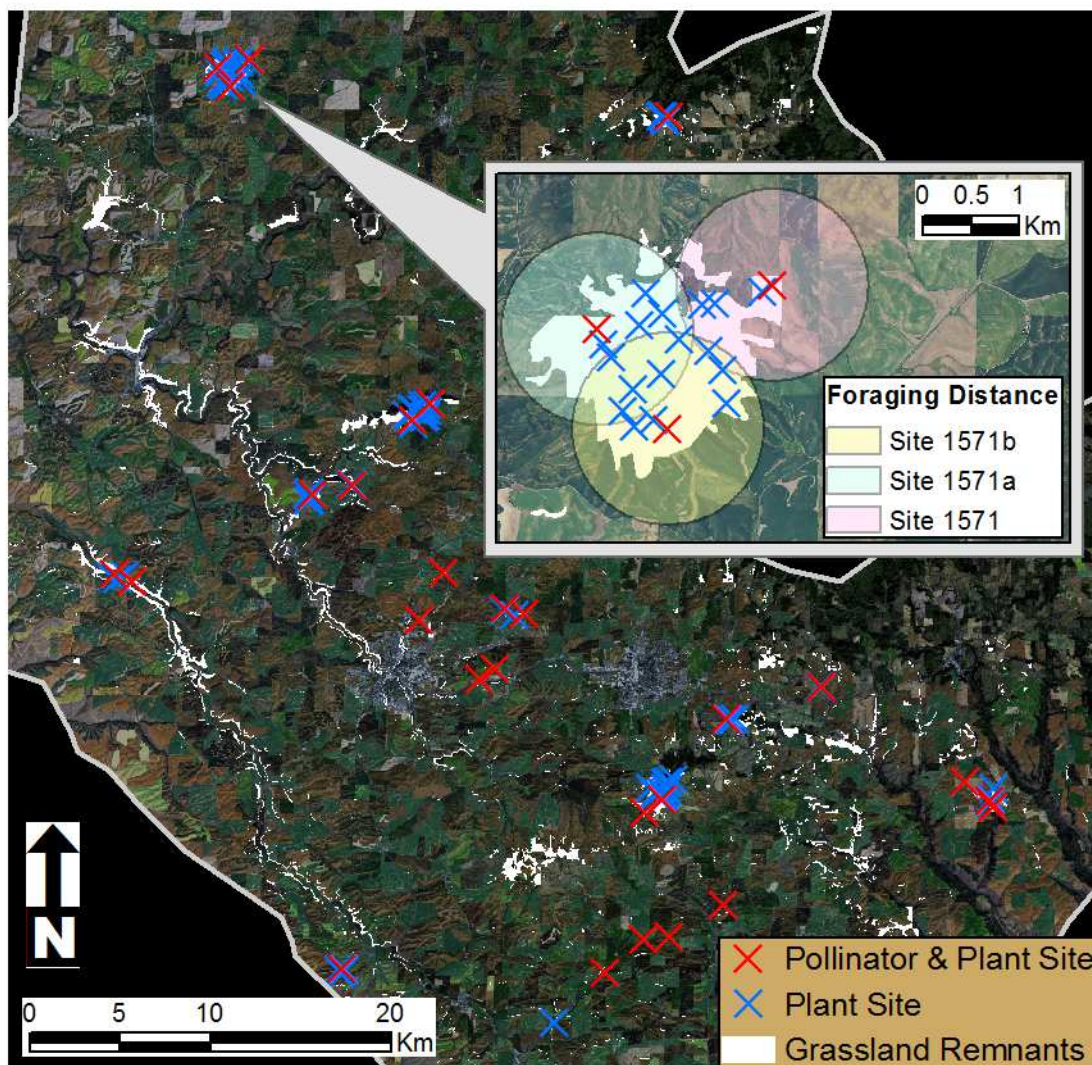 0 0.5 1
Km
Foraging Distance
Site 1571b
Site 1571a
Site 1571
N
0 5 10 20
Km
Pollinator & Plant Site
Plant Site
Grassland Remnants